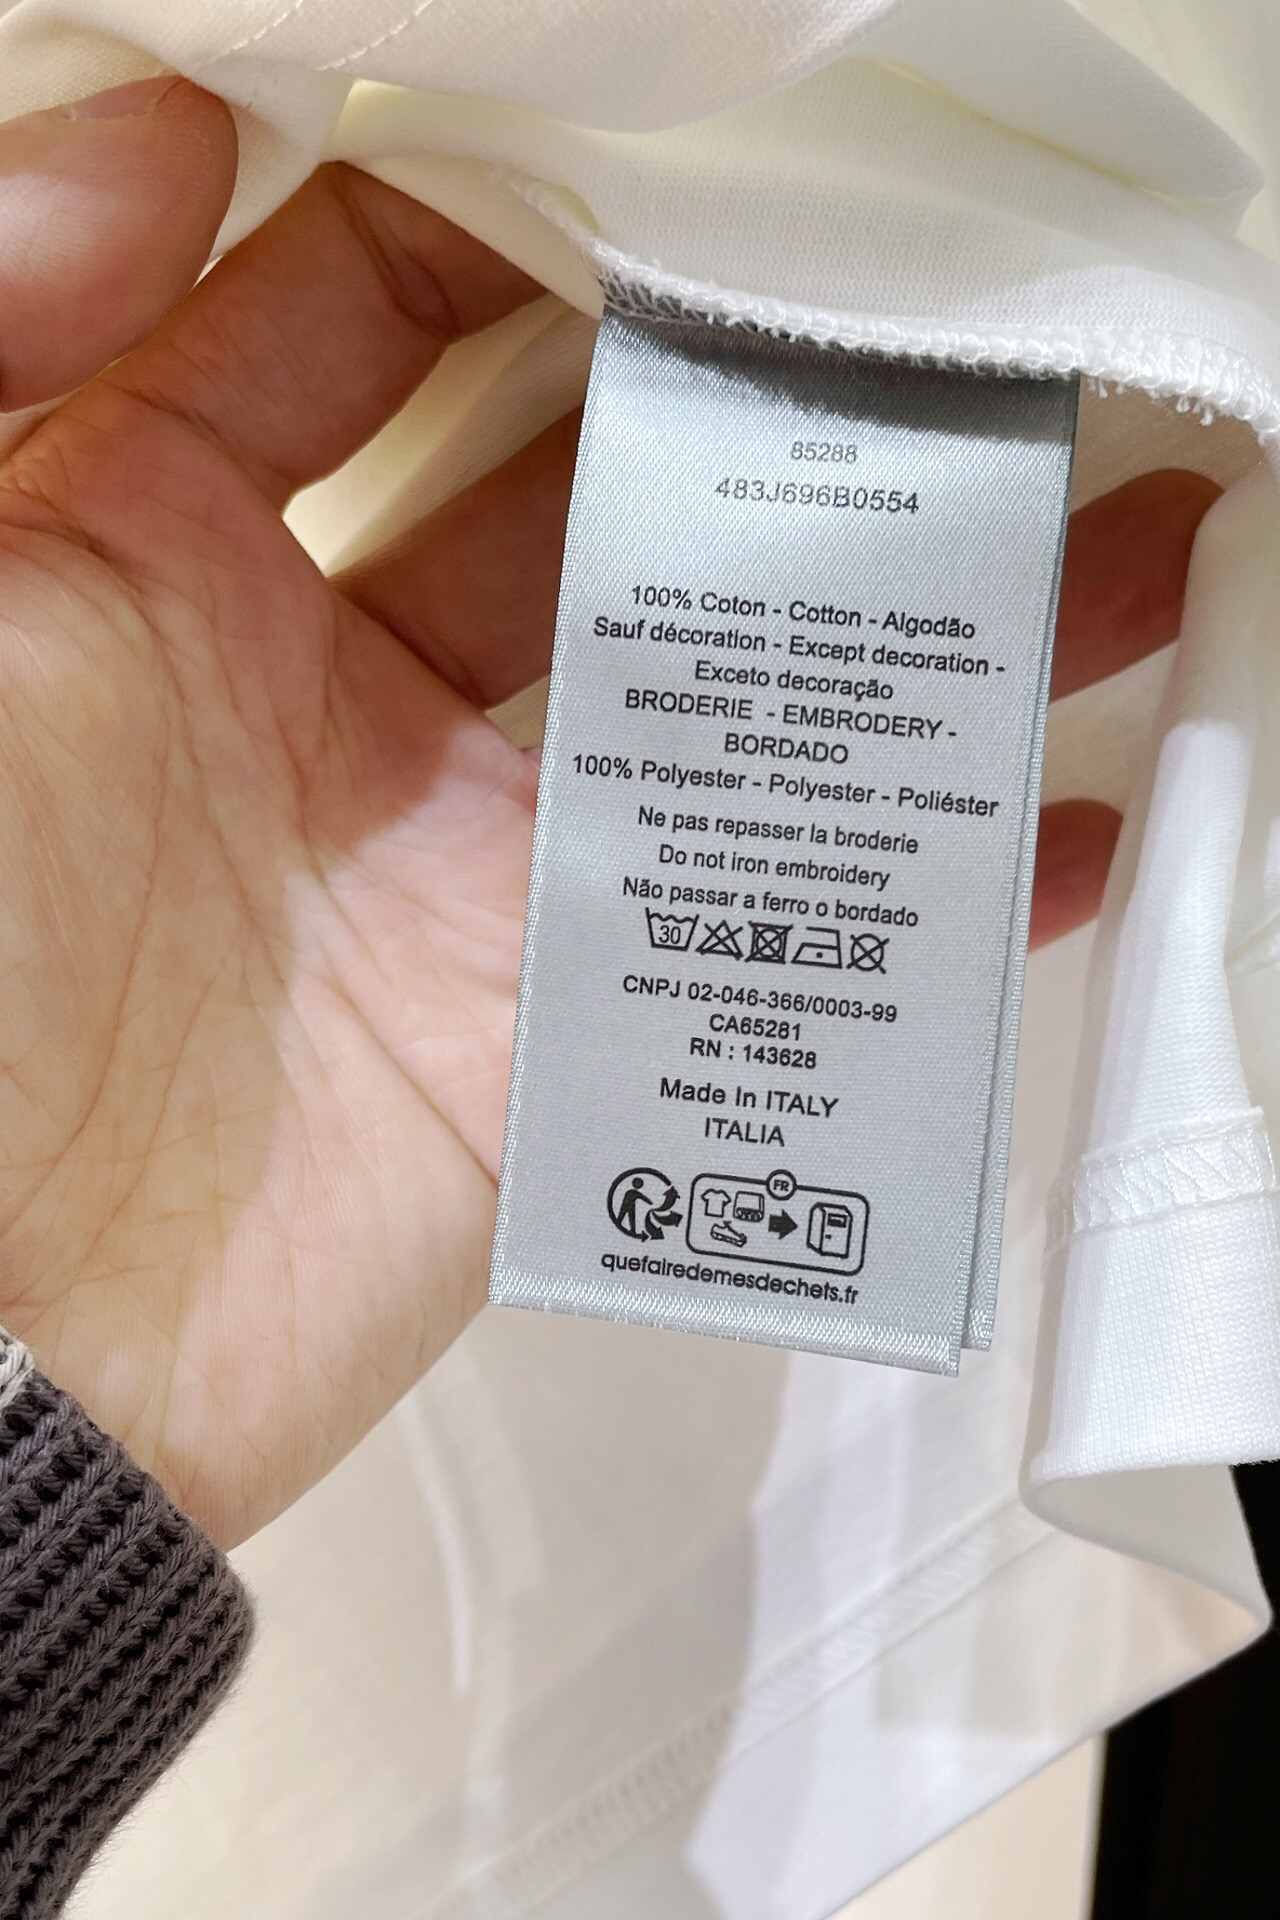 85288
483J696B0554
100% Coton - Cotton - Algodão
Sauf décoration - Except decoration -
Exceto decoração
BRODERIE - EMBRODERY -
BORDADO
100% Polyester - Polyester - Poliéster
Ne pas repasser la broderie
Do not iron embroidery
Não passar a ferro o bordado
30
CNPJ 02-046-366/0003-99
CA65281
RN : 143628
Made In ITALY
ITALIA
FR
quefairedemesdechets.fr